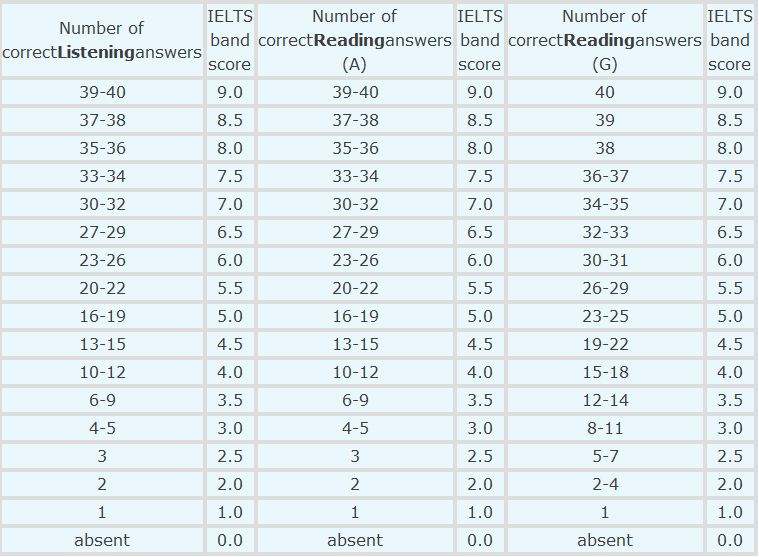 Number of correctListeninganswers IELTS band score Number of correctReadinganswers (A) IELTS band score Number of correctReadinganswers (G) IELTS band score
39-40 9.0 39-40 9.0 40 9.0
37-38 8.5 37-38 8.5 39 8.5
35-36 8.0 35-36 8.0 38 8.0
33-34 7.5 33-34 7.5 36-37 7.5
30-32 7.0 30-32 7.0 34-35 7.0
27-29 6.5 27-29 6.5 32-33 6.5
23-26 6.0 23-26 6.0 30-31 6.0
20-22 5.5 20-22 5.5 26-29 5.5
16-19 5.0 16-19 5.0 23-25 5.0
13-15 4.5 13-15 4.5 19-22 4.5
10-12 4.0 10-12 4.0 15-18 4.0
6-9 3.5 6-9 3.5 12-14 3.5
4-5 3.0 4-5 3.0 8-11 3.0
3 2.5 3 2.5 5-7 2.5
2 2.0 2 2.0 2-4 2.0
1 1.0 1 1.0 1 1.0
absent 0.0 absent 0.0 absent 0.0